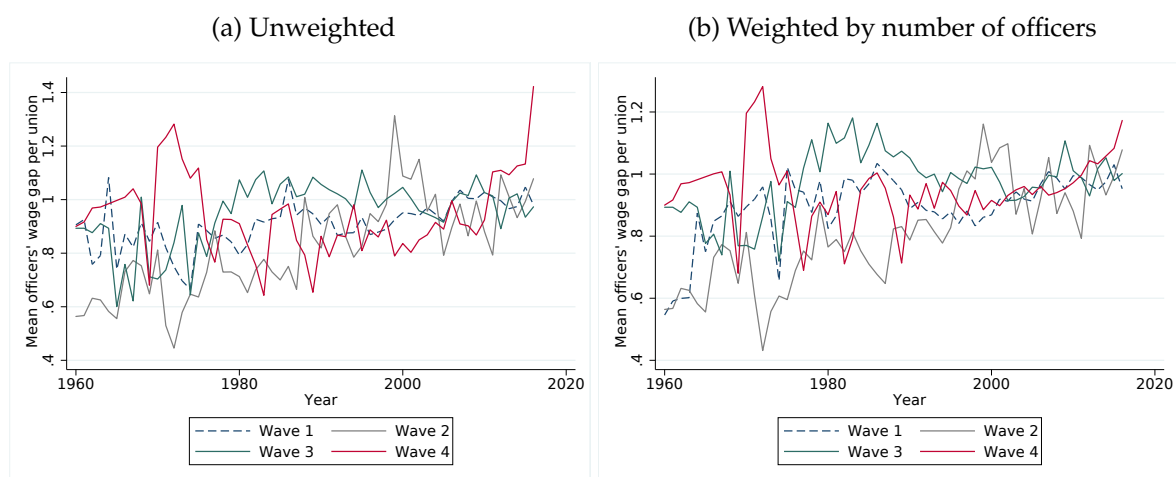 (a) Unweighted
Mean officers' wage gap per union
1.4
1.2
1
.8
.6
.4
1960
1980
2000
2020
Year
Wave 1
Wave 2
Wave 3
Wave 4
(b) Weighted by number of officers
Mean officers' wage gap per union
1.2
1
.8
.6
.4
1960
1980
2000
2020
Year
Wave 1
Wave 2
Wave 3
Wave 4